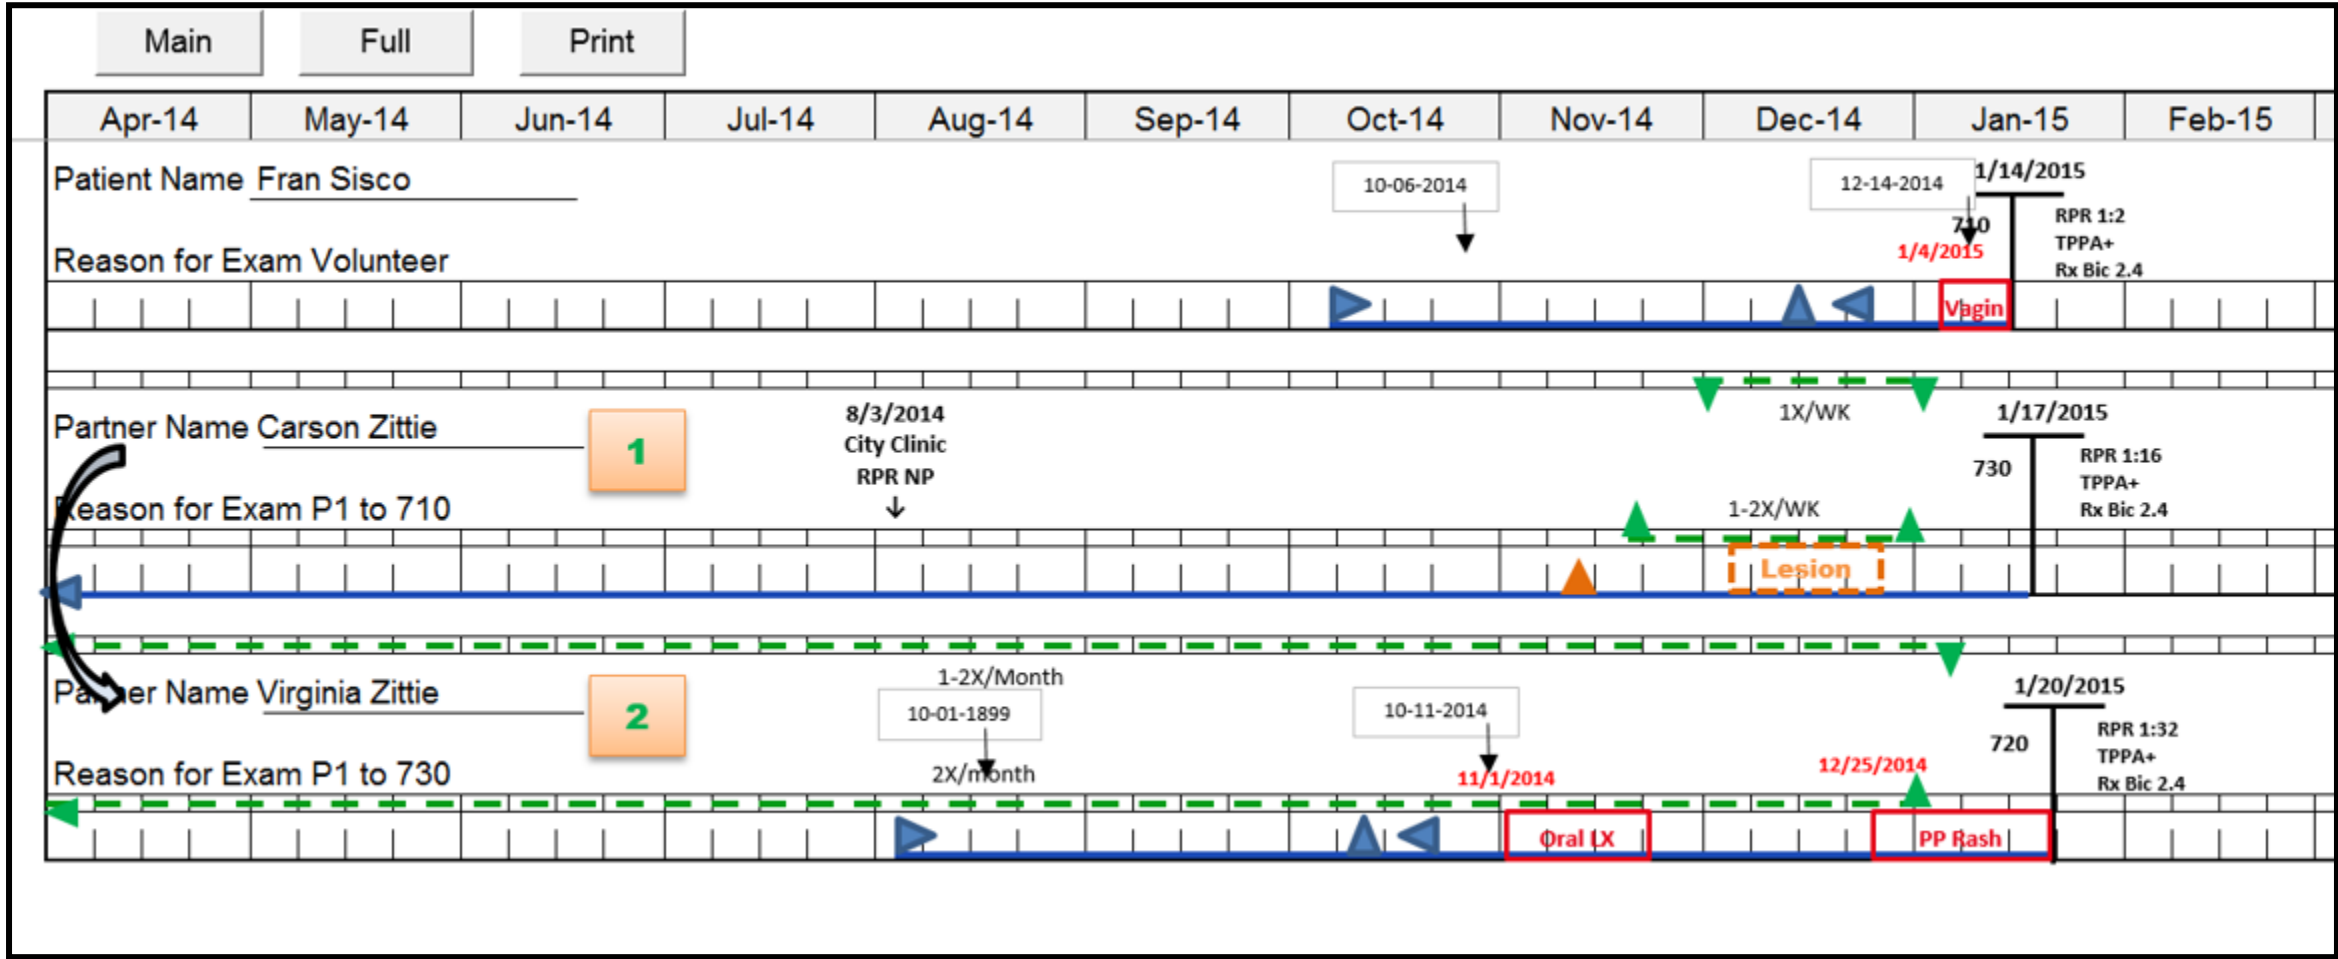 Main Full Print
Apr-14 May-14 Jun-14 Jul-14 Aug-14 Sep-14 Oct-14 Nov-14 Dec-14 Jan-15 Feb-15
Patient Name Fran Sisco
10-06-2014
12-14-2014
1/14/2015
710
1/4/2015
RPR 1:2
TPPA+
Rx Bic 2.4
Reason for Exam Volunteer
Vagin
1X/WK
Partner Name Carson Zittie
1
8/3/2014
City Clinic
RPR NP
↓
1/17/2015
730
RPR 1:16
TPPA+
Rx Bic 2.4
Reason for Exam P1 to 710
1-2X/WK
Lesion
1-2X/Month
Partner Name Virginia Zittie
2
10-01-1899
10-11-2014
1/20/2015
720
RPR 1:32
TPPA+
Rx Bic 2.4
Reason for Exam P1 to 730
2X/month
11/1/2014
12/25/2014
Oral LX
PP Rash